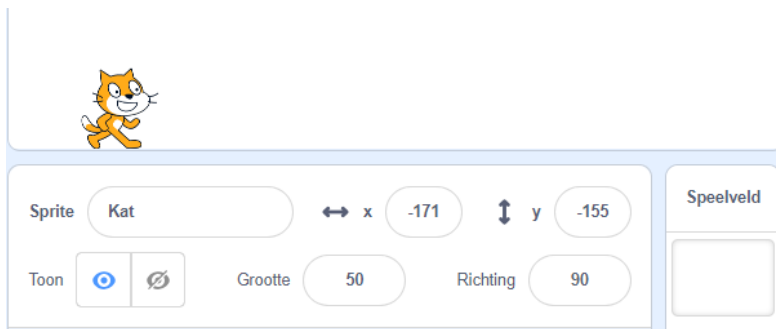 Sprite Kat x -171 y -155
Speelveld
Toon Grootte 50 Richting 90